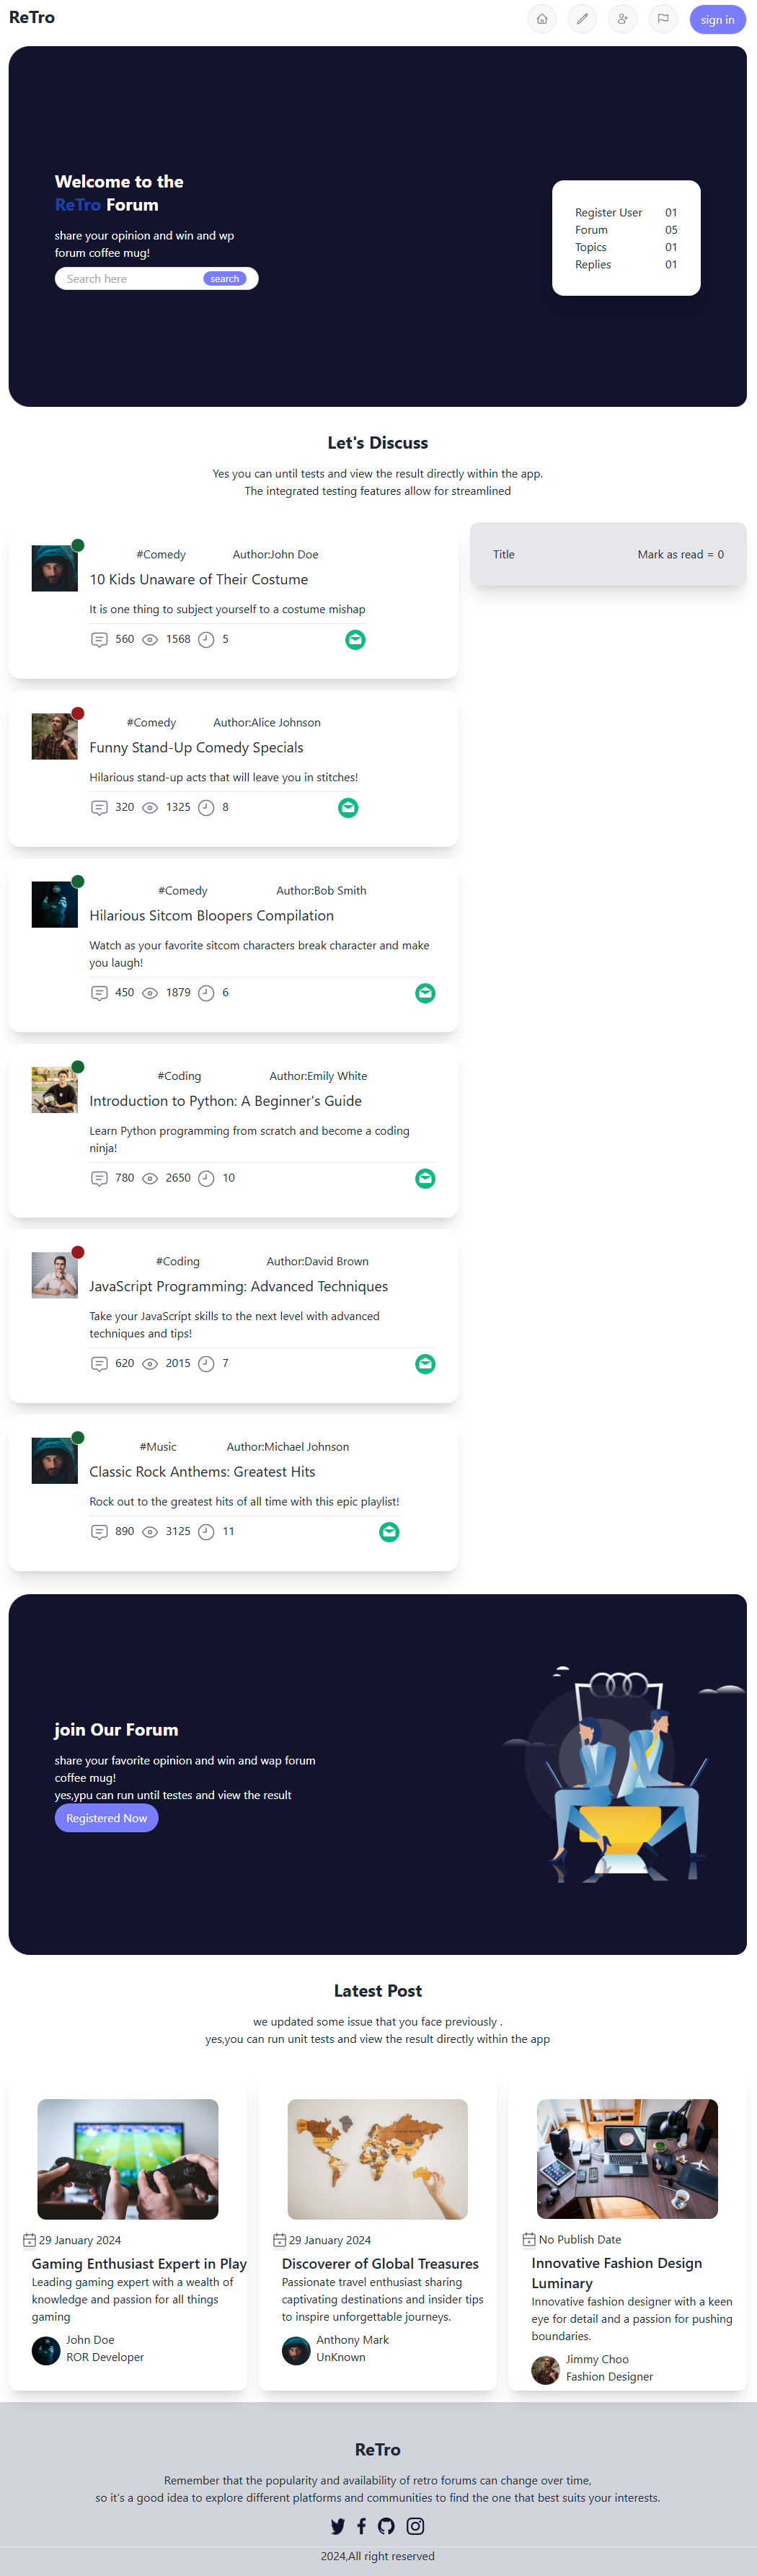 ReTro
sign in
Welcome to the
ReTro Forum
share your opinion and win and wp
forum coffee mug!
Search here
search
Register User 01
Forum 05
Topics 01
Replies 01
Let's Discuss
Yes you can until tests and view the result directly within the app.
The integrated testing features allow for streamlined
#Comedy Author:John Doe
10 Kids Unaware of Their Costume
It is one thing to subject yourself to a costume mishap
560 1568 5
Title Mark as read = 0
#Comedy Author:Alice Johnson
Funny Stand-Up Comedy Specials
Hilarious stand-up acts that will leave you in stitches!
320 1325 8
#Comedy Author:Bob Smith
Hilarious Sitcom Bloopers Compilation
Watch as your favorite sitcom characters break character and make
you laugh!
450 1879 6
#Coding Author:Emily White
Introduction to Python: A Beginner's Guide
Learn Python programming from scratch and become a coding
ninja!
780 2650 10
#Coding Author:David Brown
JavaScript Programming: Advanced Techniques
Take your JavaScript skills to the next level with advanced
techniques and tips!
620 2015 7
#Music Author:Michael Johnson
Classic Rock Anthems: Greatest Hits
Rock out to the greatest hits of all time with this epic playlist!
890 3125 11
join Our Forum
share your favorite opinion and win and wap forum
coffee mug!
yes,ypu can run until testes and view the result
Registered Now
Latest Post
we updated some issue that you face previously .
yes,you can run unit tests and view the result directly within the app
29 January 2024
Gaming Enthusiast Expert in Play
Leading gaming expert with a wealth of
knowledge and passion for all things
gaming
John Doe
ROR Developer
29 January 2024
Discoverer of Global Treasures
Passionate travel enthusiast sharing
captivating destinations and insider tips
to inspire unforgettable journeys.
Anthony Mark
UnKnown
No Publish Date
Innovative Fashion Design
Luminary
Innovative fashion designer with a keen
eye for detail and a passion for pushing
boundaries.
Jimmy Choo
Fashion Designer
ReTro
Remember that the popularity and availability of retro forums can change over time,
so it's a good idea to explore different platforms and communities to find the one that best suits your interests.
2024,All right reserved